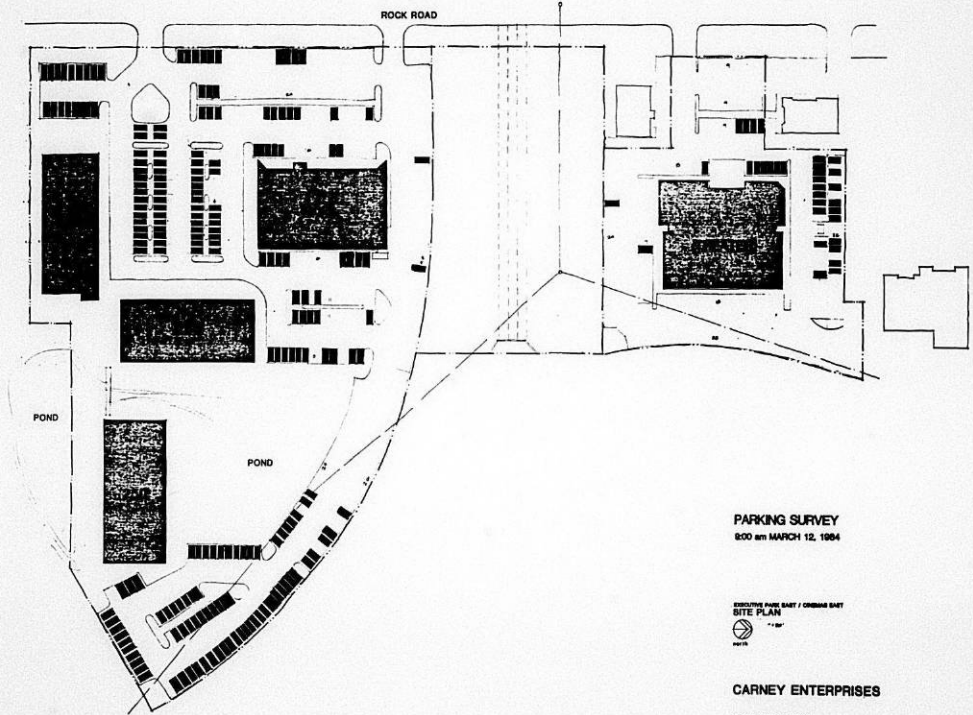 ROCK ROAD
POND
POND
PARKING SURVEY
9:00 am MARCH 12, 1984
EXECUTIVE PARK EAST / CINEMAS EAST
SITE PLAN
NORTH
CARNEY ENTERPRISES